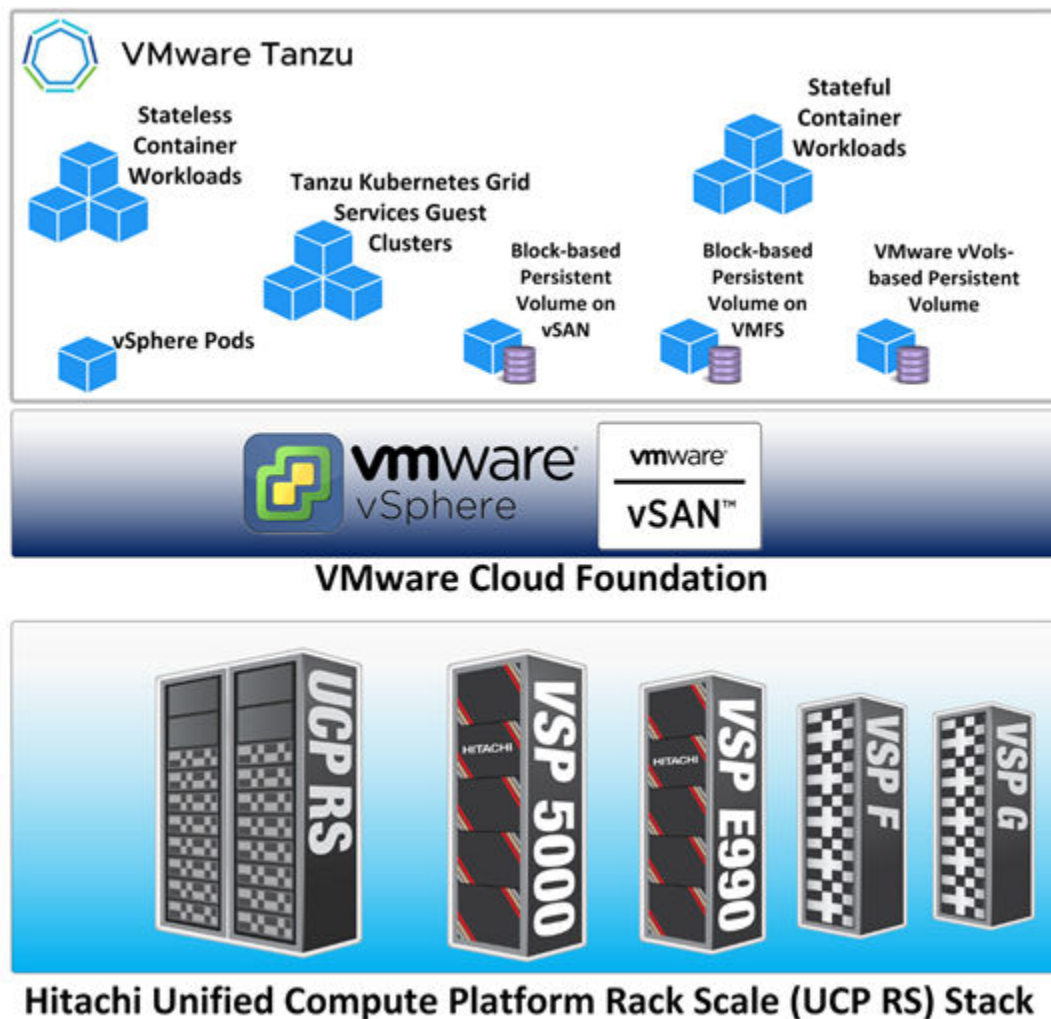 VMware Tanzu
Stateless
Container
Workloads
Stateful
Container
Workloads
Tanzu Kubernetes Grid
Services Guest
Clusters
Block-based
Persistent
Volume on
vSAN
Block-based
Persistent
Volume on
VMFS
VMware vVols-
based Persistent
Volume
vSphere Pods
vmware®
vSphere
vmware®
vSAN™
VMware Cloud Foundation
UCP RS
HITACHI
VSP 5000
HITACHI
VSP E990
VSP F
VSP G
Hitachi Unified Compute Platform Rack Scale (UCP RS) Stack